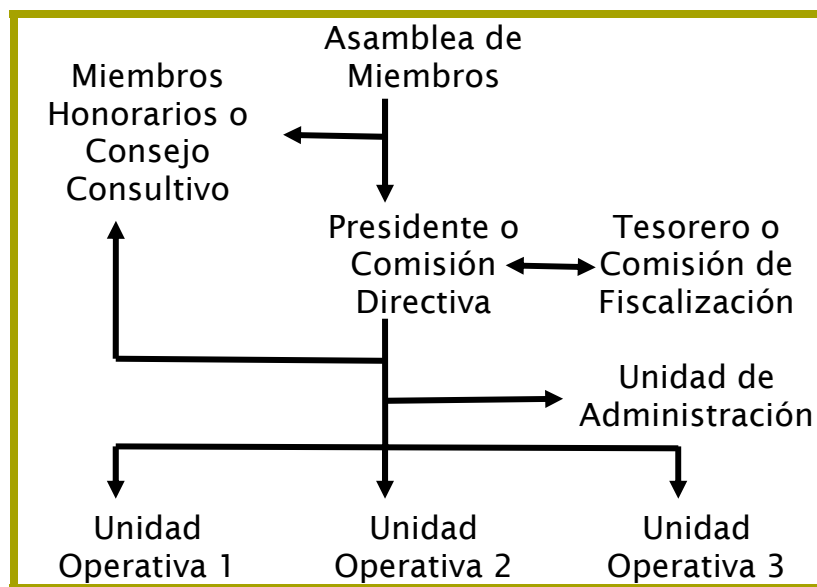 Asamblea de
Miembros
Miembros
Honorarios o
Consejo
Consultivo
Presidente o
Comisión
Directiva
Tesorero o
Comisión de
Fiscalización
Unidad de
Administración
Unidad
Operativa 1
Unidad
Operativa 2
Unidad
Operativa 3